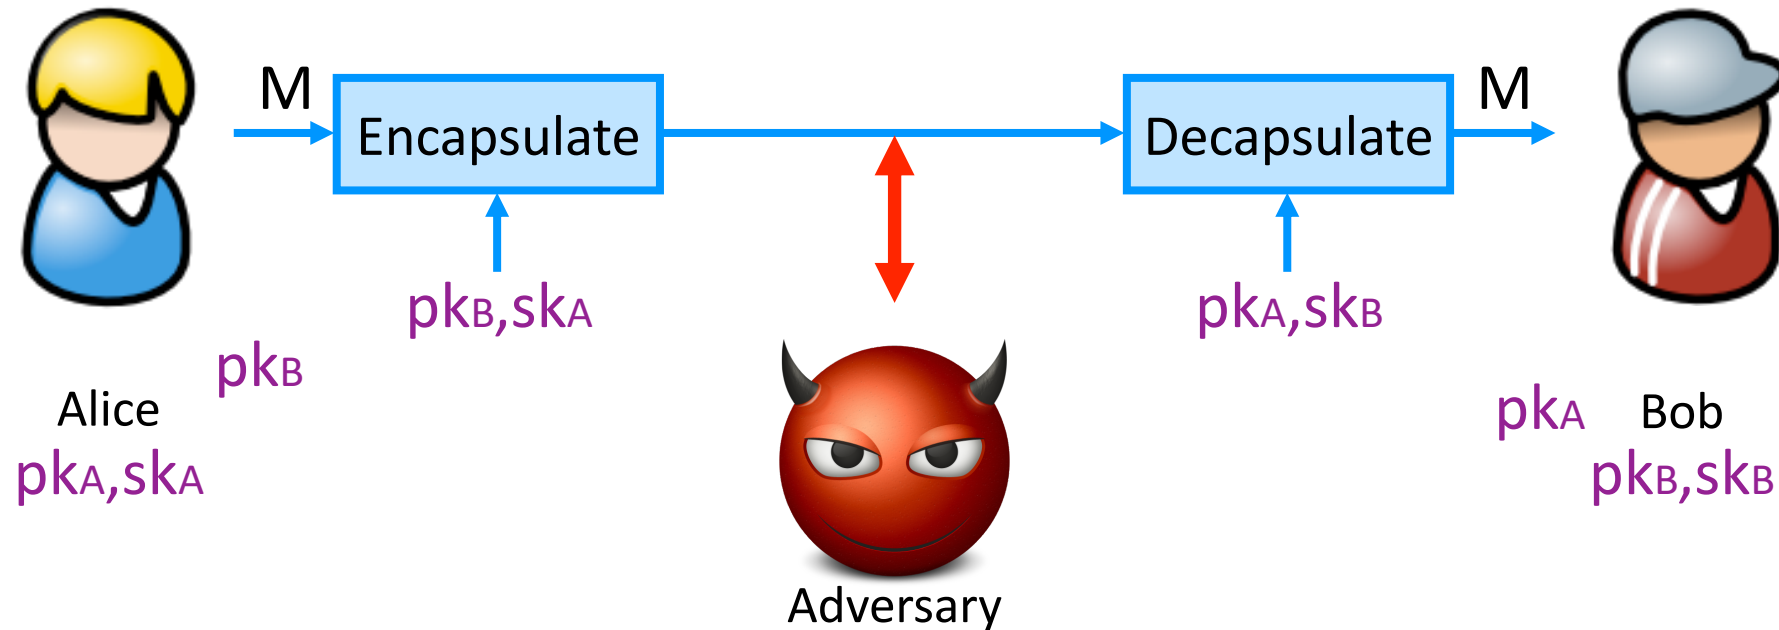 M
Encapsulate
Decapsulate
M
pkB,skA
pkA,skB
pkB
Alice
pkA
Bob
pkA,skA
pkB,skB
Adversary